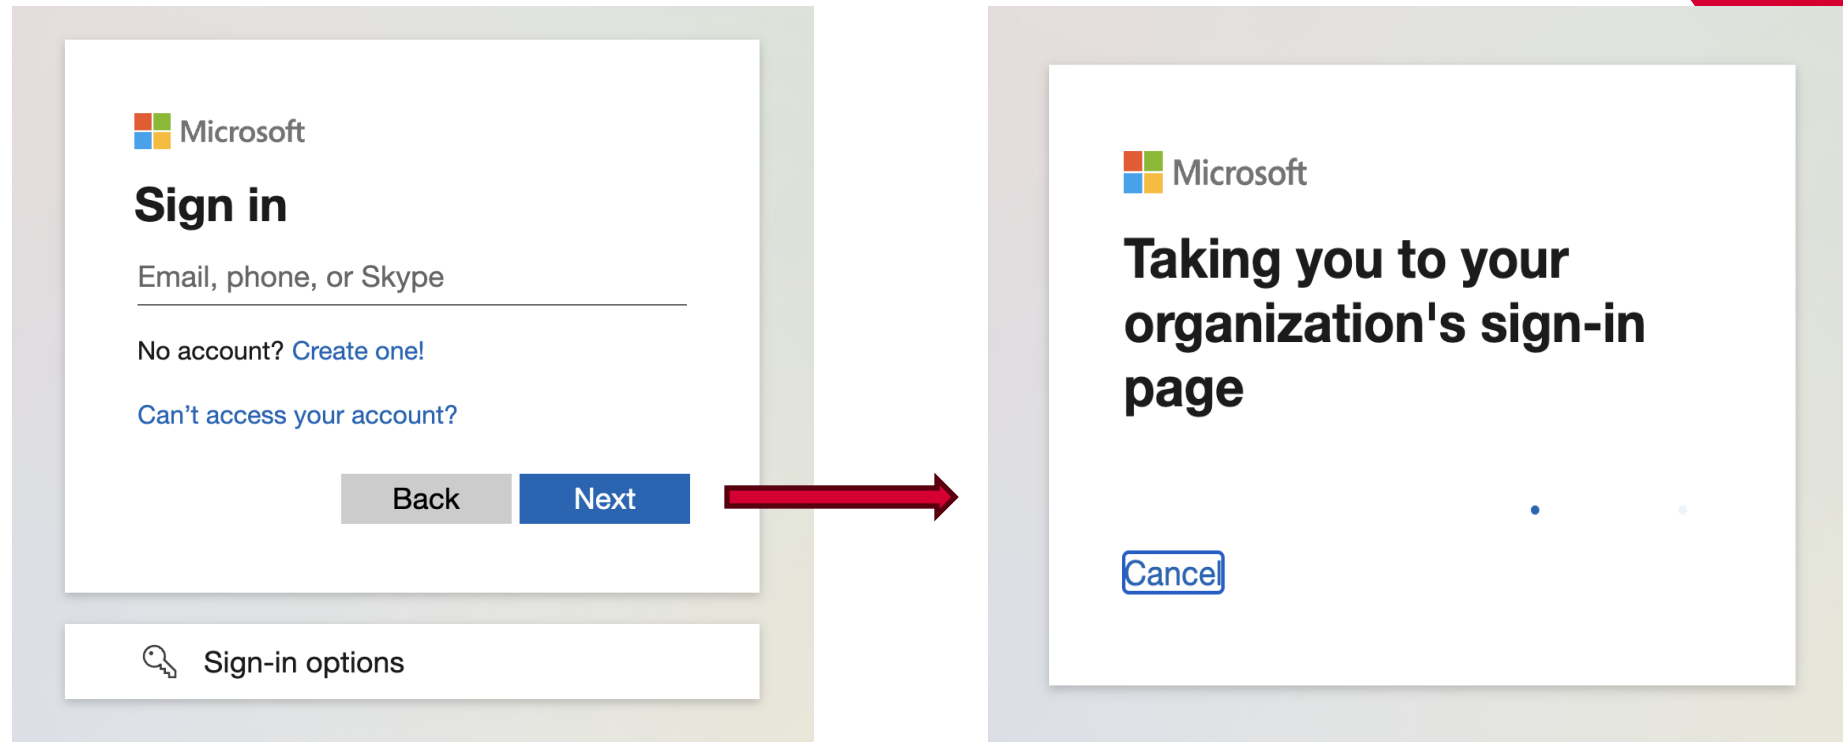 Microsoft
Sign in
Email, phone, or Skype
No account? Create one!
Can’t access your account?
Back
Next
Sign-in options
Microsoft
Taking you to your
organization's sign-in
page
Cancel